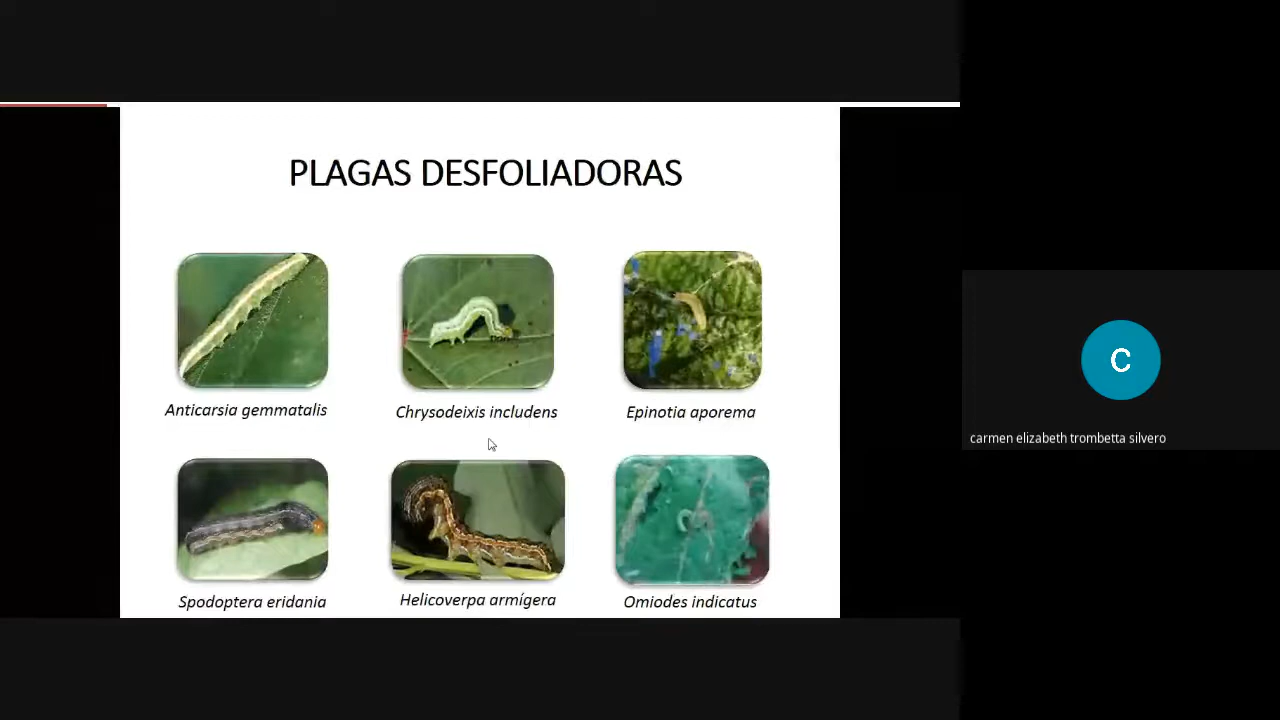 PLAGAS DESFOLIADORAS
Anticarsia gemmatalis
Chrysodeixis includens
Epinotia aporema
Spodoptera eridania
Helicoverpa armígera
Omiodes indicatus
C
carmen elizabeth trombetta silvero